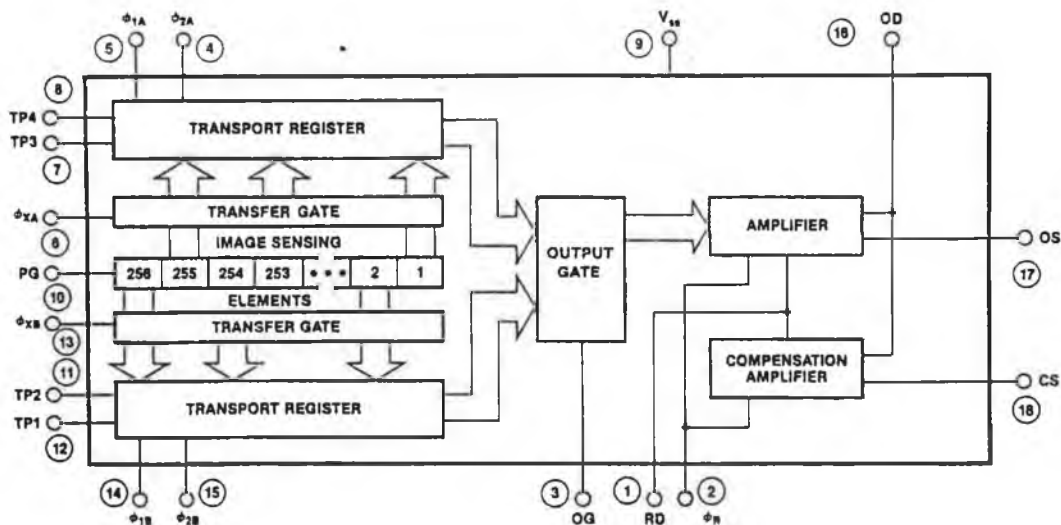 ϕ1A ϕ2A Vss OD
5 4 9 16
8
TP4
TP3
7
TRANSPORT REGISTER
ϕXA
6
TRANSFER GATE
IMAGE SENSING
PG
10
256 255 254 253 • • • 2 1
ELEMENTS
ϕXB
13
TRANSFER GATE
11
TP2
TP1
12
TRANSPORT REGISTER
14 15
ϕ1B ϕ2B
OUTPUT
GATE
AMPLIFIER
OS
17
COMPENSATION
AMPLIFIER
CS
18
3 1 2
OG RD ϕR